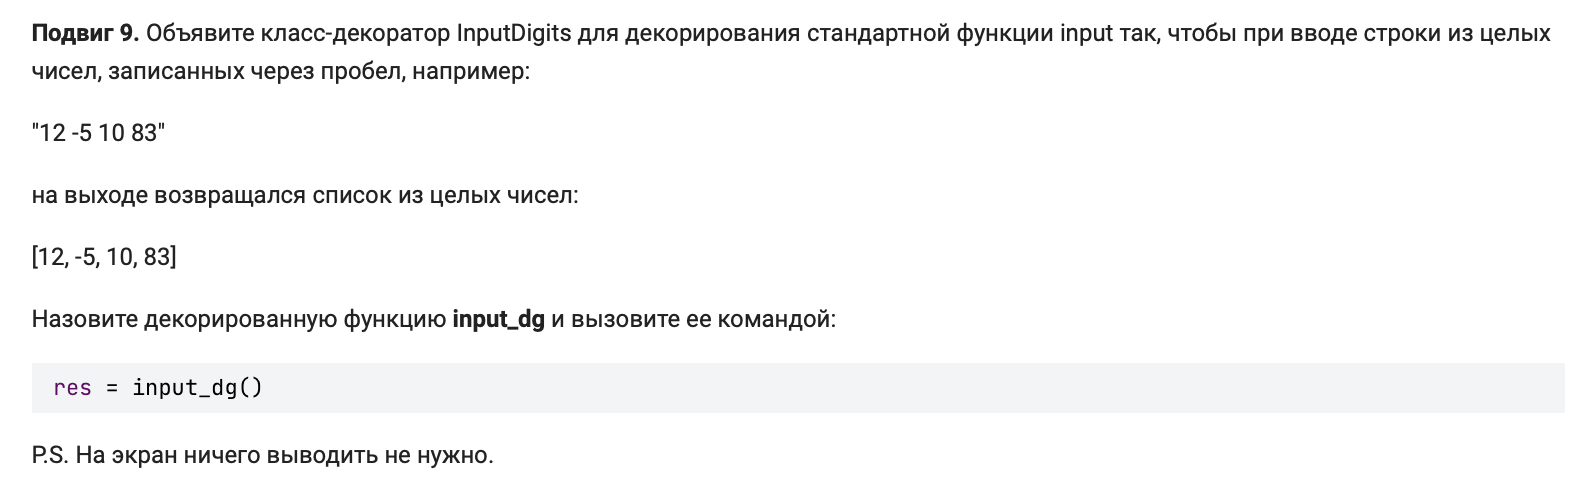 Подвиг 9. Объявите класс-декоратор InputDigits для декорирования стандартной функции input так, чтобы при вводе строки из целых
чисел, записанных через пробел, например:
"12 -5 10 83"
на выходе возвращался список из целых чисел:
[12, -5, 10, 83]
Назовите декорированную функцию input_dg и вызовите ее командой:
res = input_dg()
P.S. На экран ничего выводить не нужно.